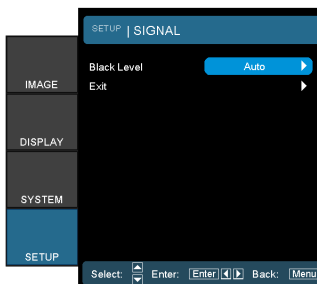 SETUP | SIGNAL
Black Level Auto
Exit
IMAGE
DISPLAY
SYSTEM
SETUP
Select: Enter: Enter Back: Menu